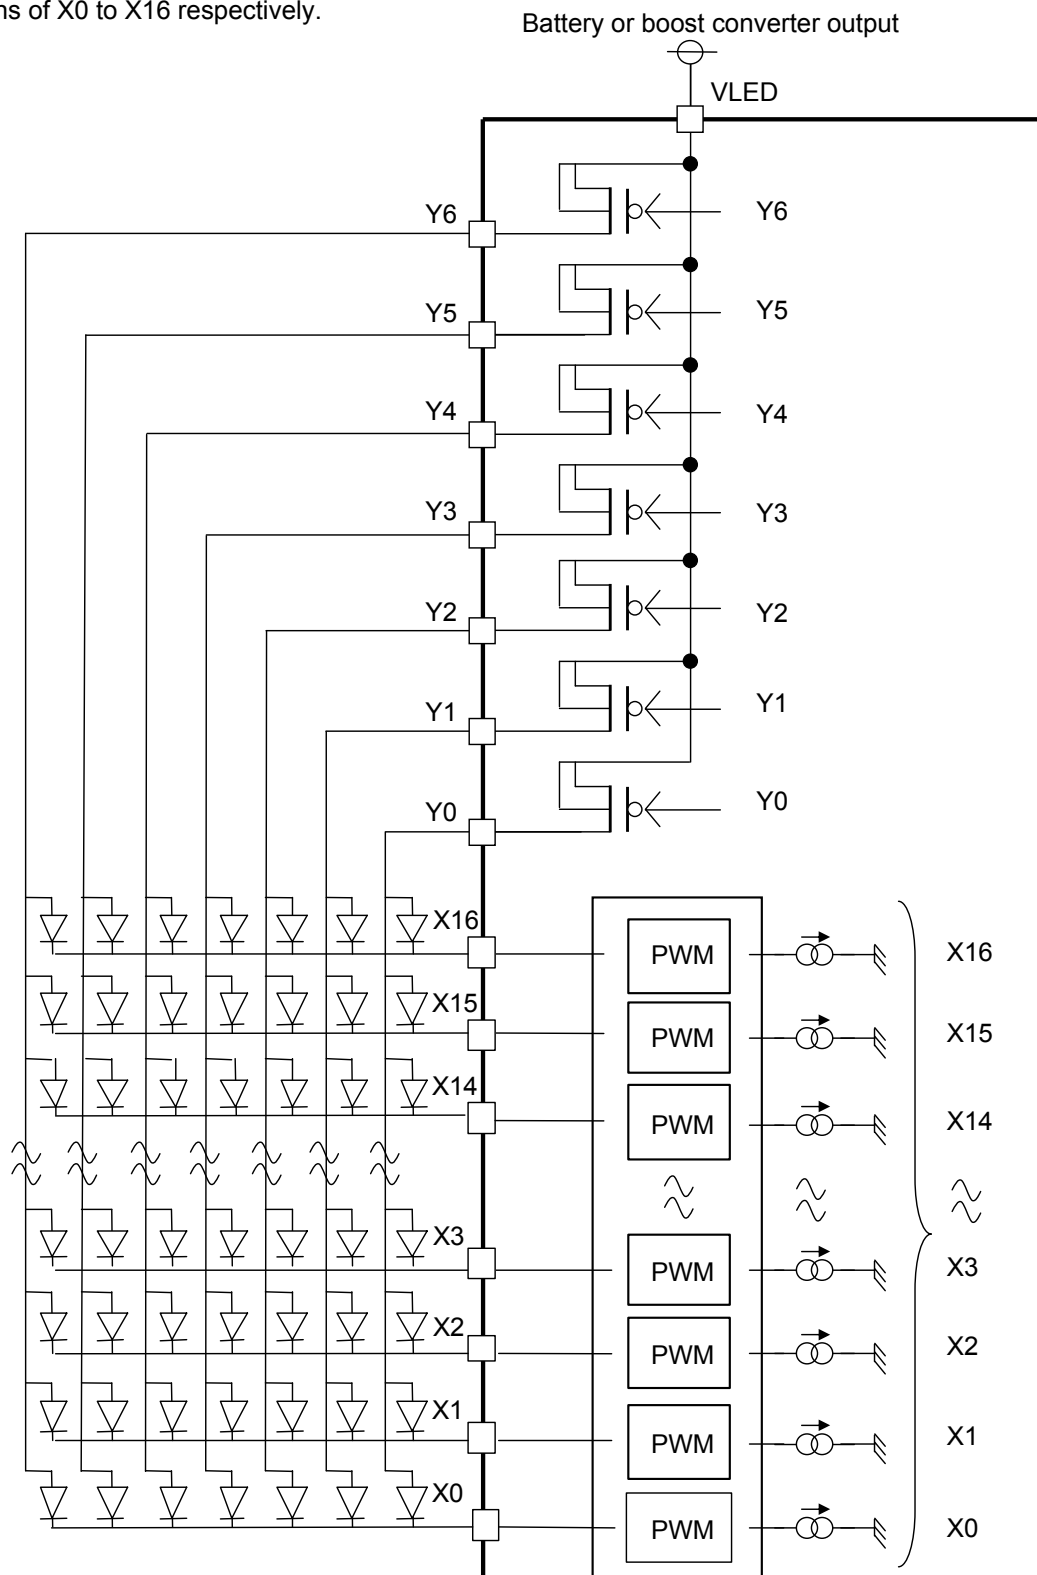 ns of X0 to X16 respectively.
Battery or boost converter output
VLED
Y6 Y6
Y5 Y5
Y4 Y4
Y3 Y3
Y2 Y2
Y1 Y1
Y0 Y0
X16 PWM X16
X15 PWM X15
X14 PWM X14
X3 PWM X3
X2 PWM X2
X1 PWM X1
X0 PWM X0